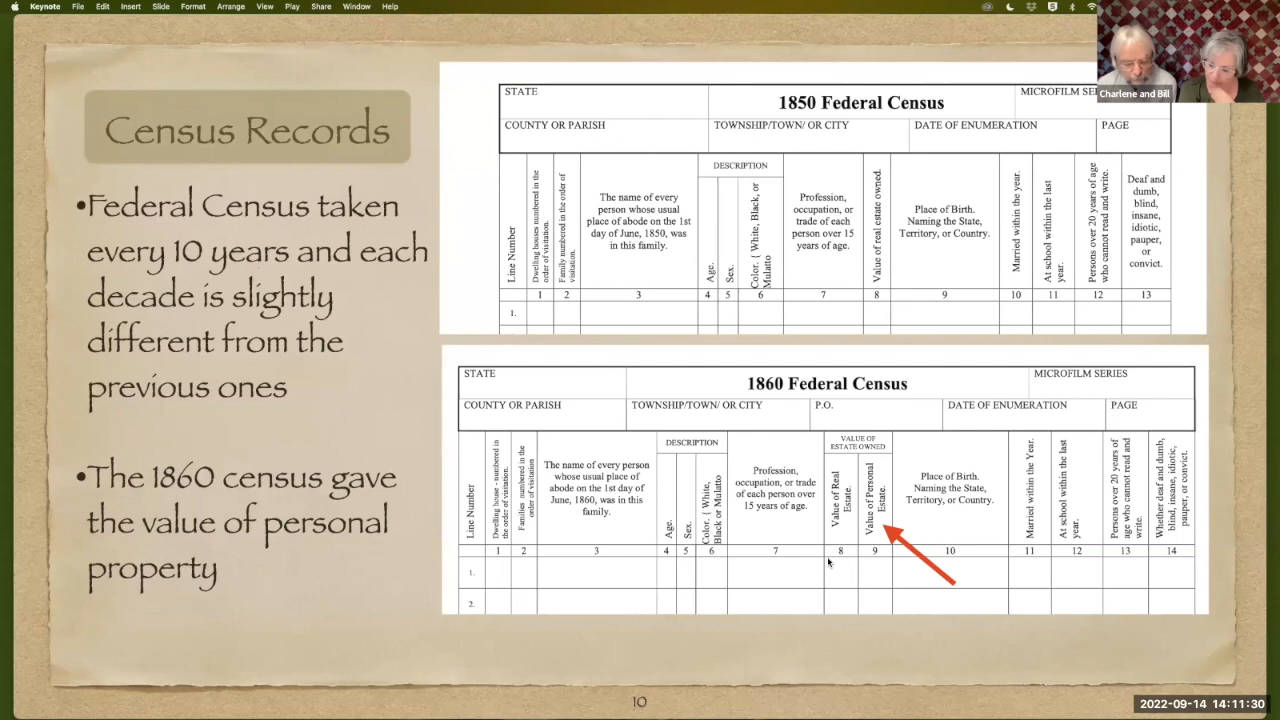 Keynote File Edit Insert Slide Format Arrange View Play Share Window Help
Charlene and Bill
Census Records
•Federal Census taken
every 10 years and each
decade is slightly
different from the
previous ones
•The 1860 census gave
the value of personal
property
STATE
1850 Federal Census
MICROFILM
COUNTY OR PARISH
TOWNSHIP/TOWN/ OR CITY
DATE OF ENUMERATION
PAGE
Line Number
Dwelling houses numbered in the
order of visitation.
Family numbered in the order of
visitation.
The name of every
person whose usual
place of abode on the 1st
day of June, 1850, was
in this family.
DESCRIPTION
Age.
Sex.
Color. { White, Black, or
Mulatto
Profession,
occupation, or
trade of each
person over 15
years of age.
Value of real estate owned.
Place of Birth.
Naming the State,
Territory, or Country.
Married within the year.
At school within the last
year.
Persons over 20 years of age
who cannot read and write.
Deaf and
dumb,
blind,
insane,
idiotic,
pauper,
or
convict.
1 2 3 4 5 6 7 8 9 10 11 12 13
1.
STATE
1860 Federal Census
MICROFILM SERIES
COUNTY OR PARISH
TOWNSHIP/TOWN/ OR CITY
P.O.
DATE OF ENUMERATION
PAGE
Line Number
Dwelling house - numbered in
the order of visitation.
Families numbered in the
order of visitation
The name of every person
whose usual place of
abode on the 1st day of
June, 1860, was in this
family.
DESCRIPTION
Age.
Sex.
Color. { White,
Black or Mulatto
Profession,
occupation, or trade
of each person over
15 years of age.
VALUE OF
ESTATE OWNED
Value of Real
Estate.
Value of Personal
Estate.
Place of Birth.
Naming the State,
Territory, or Country.
Married within the Year.
At school within the last
year.
Persons over 20 years of
age who cannot read and
write.
Whether deaf and dumb,
blind, insane, idiotic,
pauper, or convict.
1 2 3 4 5 6 7 8 9 10 11 12 13 14
1.
2.
10
2022-09-14 14:11:30